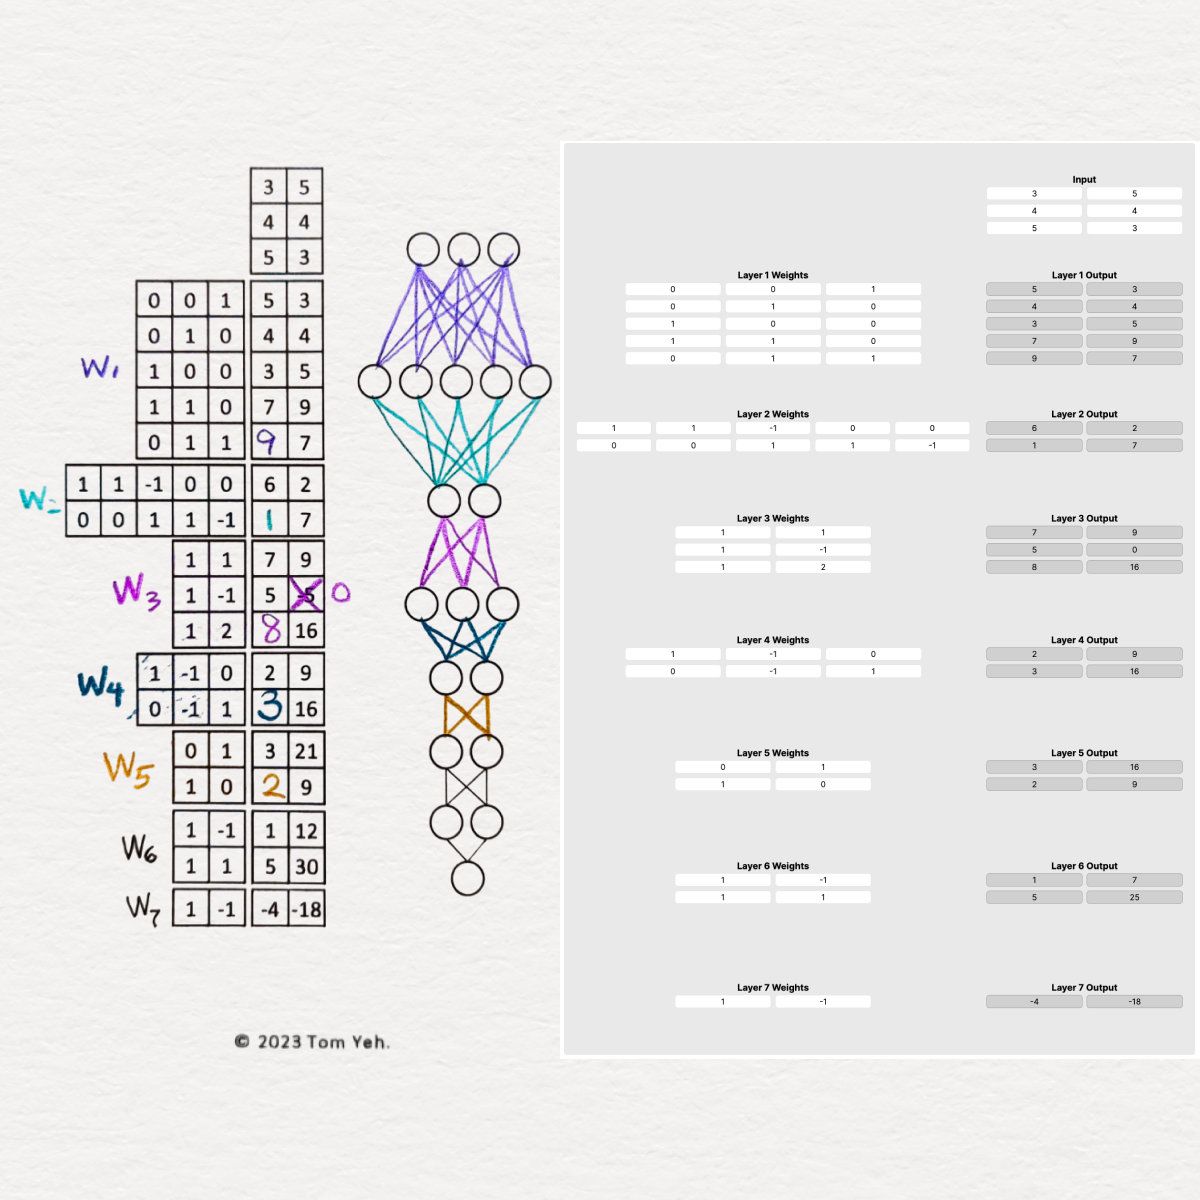 3 5
4 4
5 3
0 0 1 5 3
0 1 0 4 4
W1 1 0 0 3 5
1 1 0 7 9
0 1 1 9 7
W2 1 1 -1 0 0 6 2
0 0 1 1 -1 1 7
1 1 7 9
W3 1 -1 5 -5 0
1 2 8 16
W4 1 -1 0 2 9
0 -1 1 3 16
W5 0 1 3 21
1 0 2 9
W6 1 -1 1 12
1 1 5 30
W7 1 -1 -4 -18
© 2023 Tom Yeh.
Input
3 5
4 4
5 3
Layer 1 Weights Layer 1 Output
0 0 1 5 3
0 1 0 4 4
1 0 0 3 5
1 1 0 7 9
0 1 1 9 7
Layer 2 Weights Layer 2 Output
1 1 -1 0 0 6 2
0 0 1 1 -1 1 7
Layer 3 Weights Layer 3 Output
1 1 7 9
1 -1 5 0
1 2 8 16
Layer 4 Weights Layer 4 Output
1 -1 0 2 9
0 -1 1 3 16
Layer 5 Weights Layer 5 Output
0 1 3 16
1 0 2 9
Layer 6 Weights Layer 6 Output
1 -1 1 7
1 1 5 25
Layer 7 Weights Layer 7 Output
1 -1 -4 -18